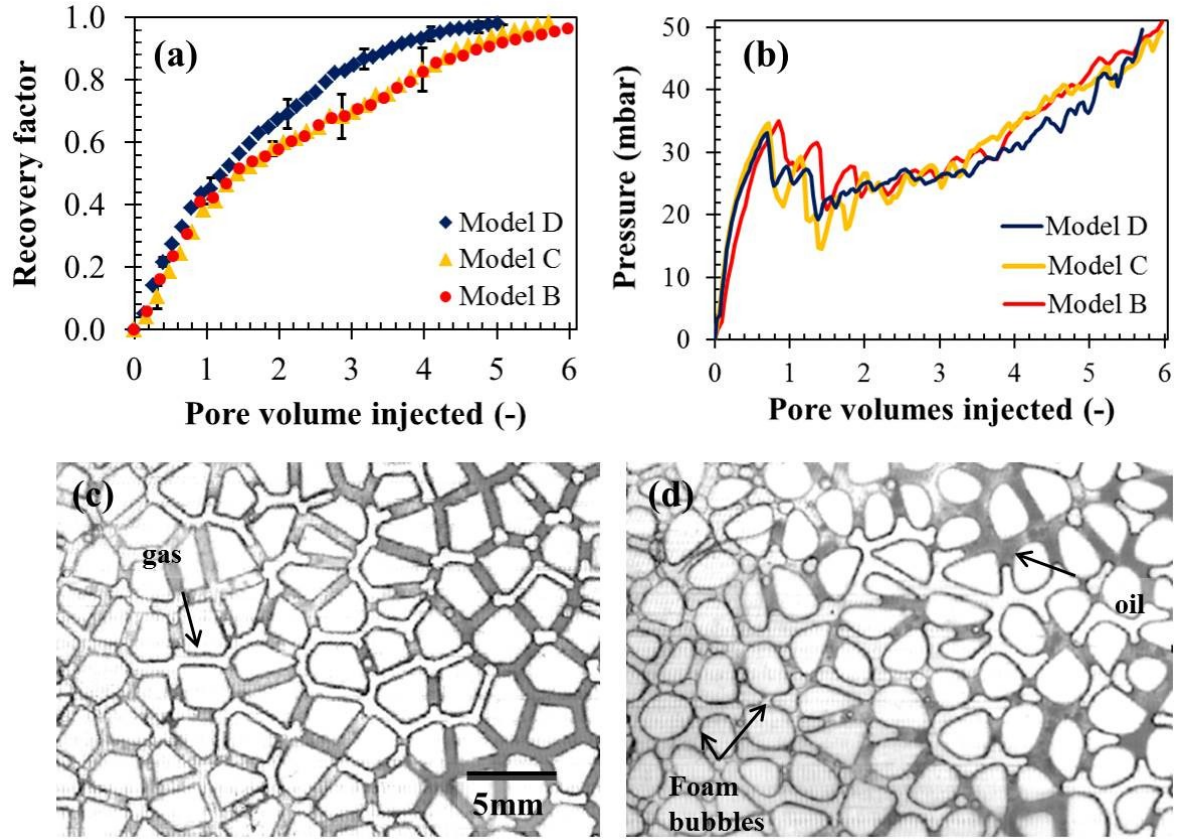 (a)
1.0
0.8
0.6
0.4
0.2
0.0
Recovery factor
0
1
2
3
4
5
6
Pore volume injected (-)
Model D
Model C
Model B
(b)
50
40
30
20
10
0
Pressure (mbar)
0
1
2
3
4
5
6
Pore volumes injected (-)
Model D
Model C
Model B
(c)
gas
5mm
(d)
oil
Foam
bubbles